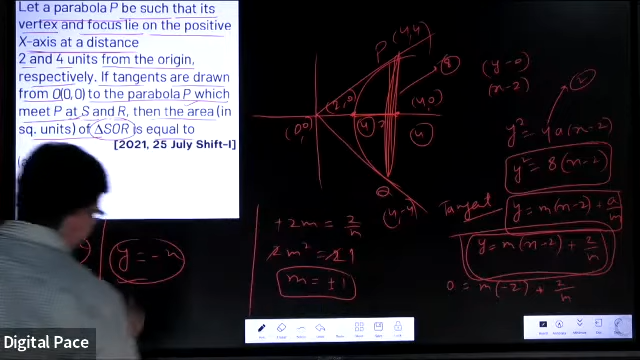 Let a parabola P be such that its
vertex and focus lie on the positive
X-axis at a distance
2 and 4 units from the origin,
respectively. If tangents are drawn
from O(0,0) to the parabola P which
meet P at S and R, then the area (in
sq. units) of ΔSOR is equal to
[2021, 25 July Shift-I]
y = -x
P (4,4)
(2,0)
(4,0)
(0,0)
(4,-4)
+2m = 2/m
2m² = 2 1
m = ±1
(y-0)
(x-2)
y² = 4a(x-2)
y² = 8(x-2)
Tangent
y = m(x-2) + a/m
y = m(x-2) + 2/m
0 = m(-2) + 2/m
Digital Pace